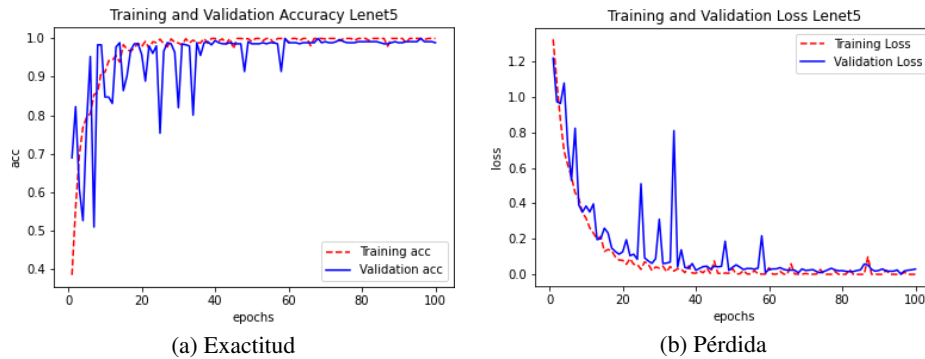 Training and Validation Accuracy Lenet5
1.0
0.9
0.8
0.7
0.6
0.5
0.4
acc
Training acc
Validation acc
0 20 40 60 80 100
epochs
(a) Exactitud
Training and Validation Loss Lenet5
Training Loss
Validation Loss
1.2
1.0
0.8
0.6
0.4
0.2
0.0
loss
0 20 40 60 80 100
epochs
(b) Pérdida